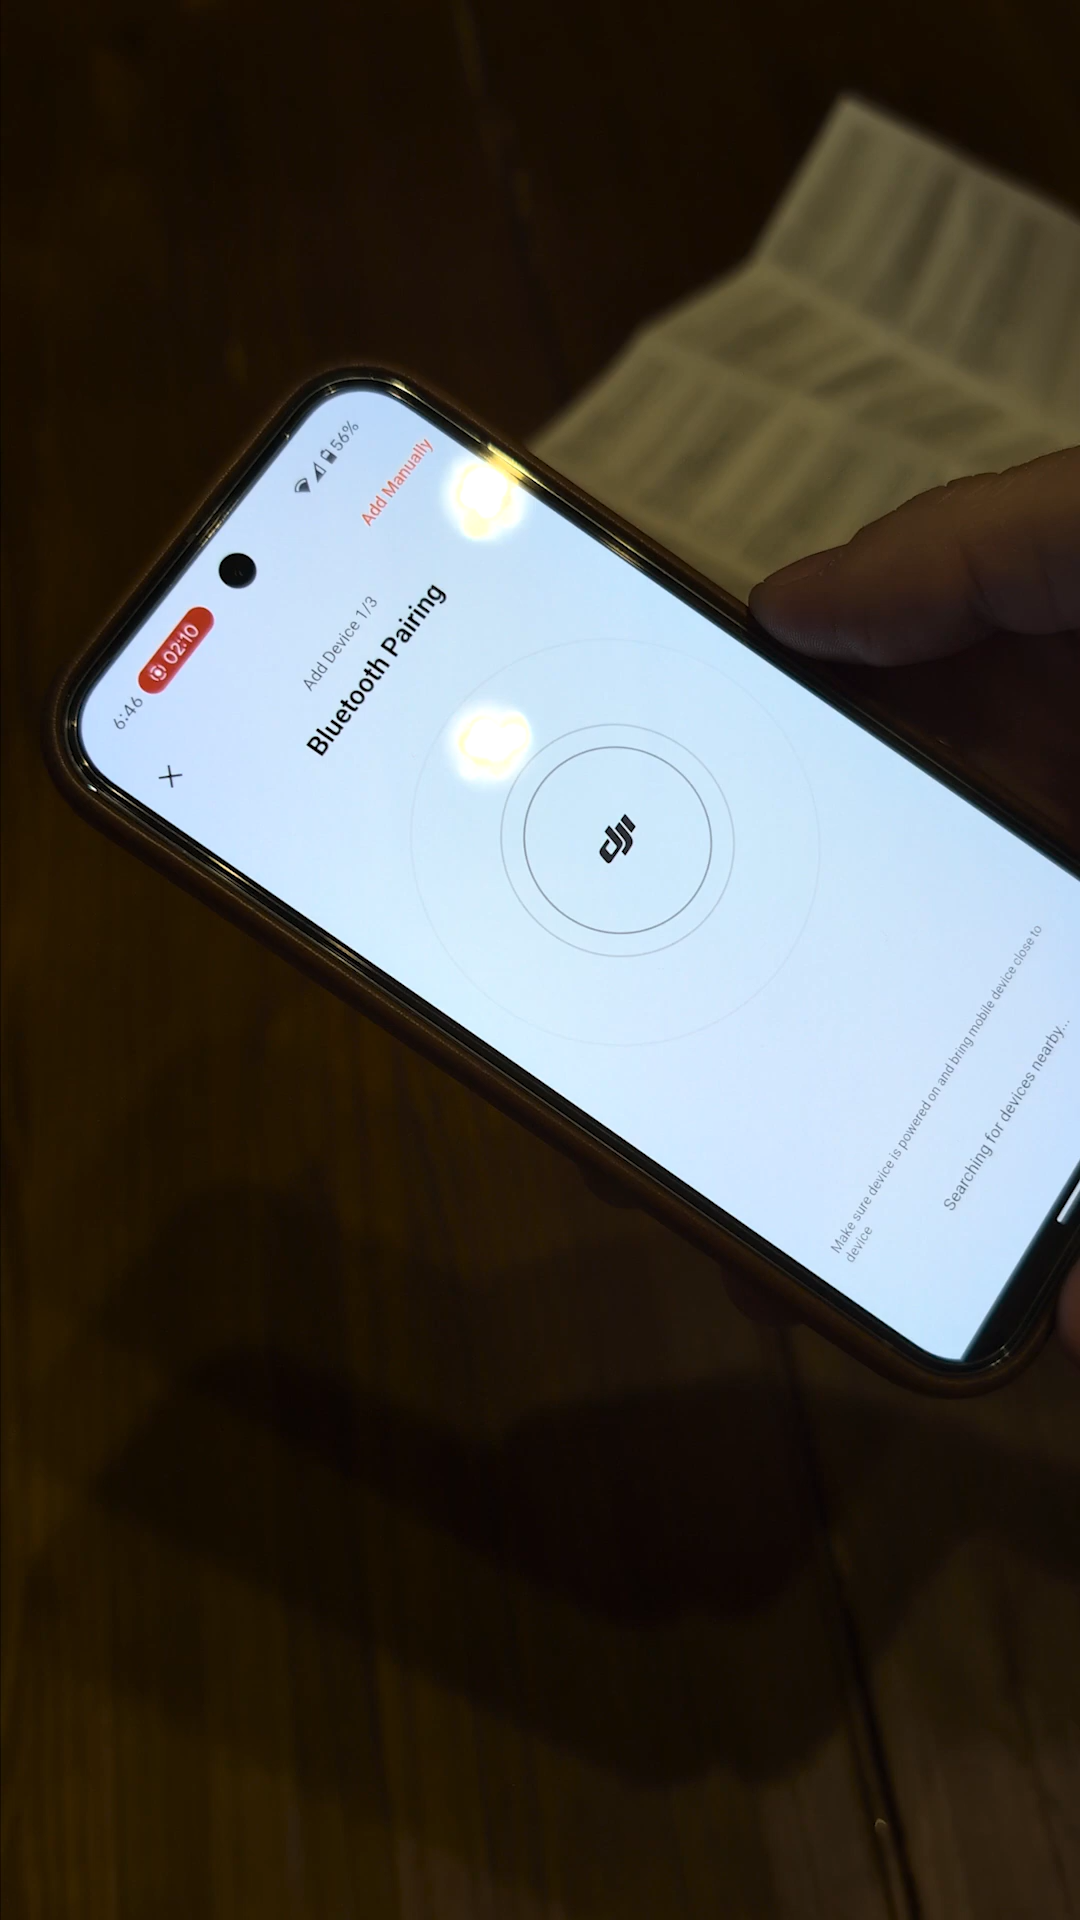 6:46 02:10 56%
Add Manually
Add Device 1/3
Bluetooth Pairing
dji
Make sure device is powered on and bring mobile device close to
device
Searching for devices nearby...